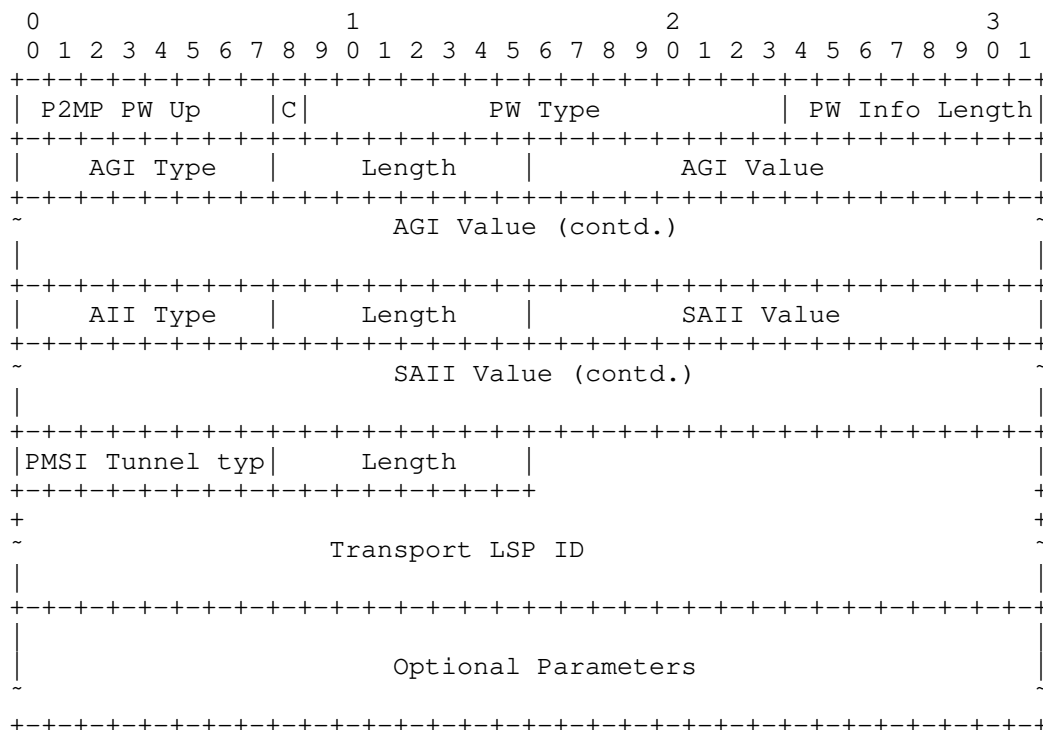 0                   1                   2                   3
 0 1 2 3 4 5 6 7 8 9 0 1 2 3 4 5 6 7 8 9 0 1 2 3 4 5 6 7 8 9 0 1
+-+-+-+-+-+-+-+-+-+-+-+-+-+-+-+-+-+-+-+-+-+-+-+-+-+-+-+-+-+-+-+-+
| P2MP PW Up    |C|           PW Type           | PW Info Length|
+-+-+-+-+-+-+-+-+-+-+-+-+-+-+-+-+-+-+-+-+-+-+-+-+-+-+-+-+-+-+-+-+
|    AGI Type   |     Length    |         AGI Value             |
+-+-+-+-+-+-+-+-+-+-+-+-+-+-+-+-+-+-+-+-+-+-+-+-+-+-+-+-+-+-+-+-+
~                       AGI Value (contd.)                      ~
|                                                               |
+-+-+-+-+-+-+-+-+-+-+-+-+-+-+-+-+-+-+-+-+-+-+-+-+-+-+-+-+-+-+-+-+
|    AII Type   |     Length    |         SAII Value            |
+-+-+-+-+-+-+-+-+-+-+-+-+-+-+-+-+-+-+-+-+-+-+-+-+-+-+-+-+-+-+-+-+
~                       SAII Value (contd.)                     ~
|                                                               |
+-+-+-+-+-+-+-+-+-+-+-+-+-+-+-+-+-+-+-+-+-+-+-+-+-+-+-+-+-+-+-+-+
|PMSI Tunnel typ|     Length    |                               |
+-+-+-+-+-+-+-+-+-+-+-+-+-+-+-+-+                               +
+                                                               +
~                   Transport LSP ID                            ~
|                                                               |
+-+-+-+-+-+-+-+-+-+-+-+-+-+-+-+-+-+-+-+-+-+-+-+-+-+-+-+-+-+-+-+-+
|                                                               |
|                       Optional Parameters                     |
~                                                               ~
+-+-+-+-+-+-+-+-+-+-+-+-+-+-+-+-+-+-+-+-+-+-+-+-+-+-+-+-+-+-+-+-+